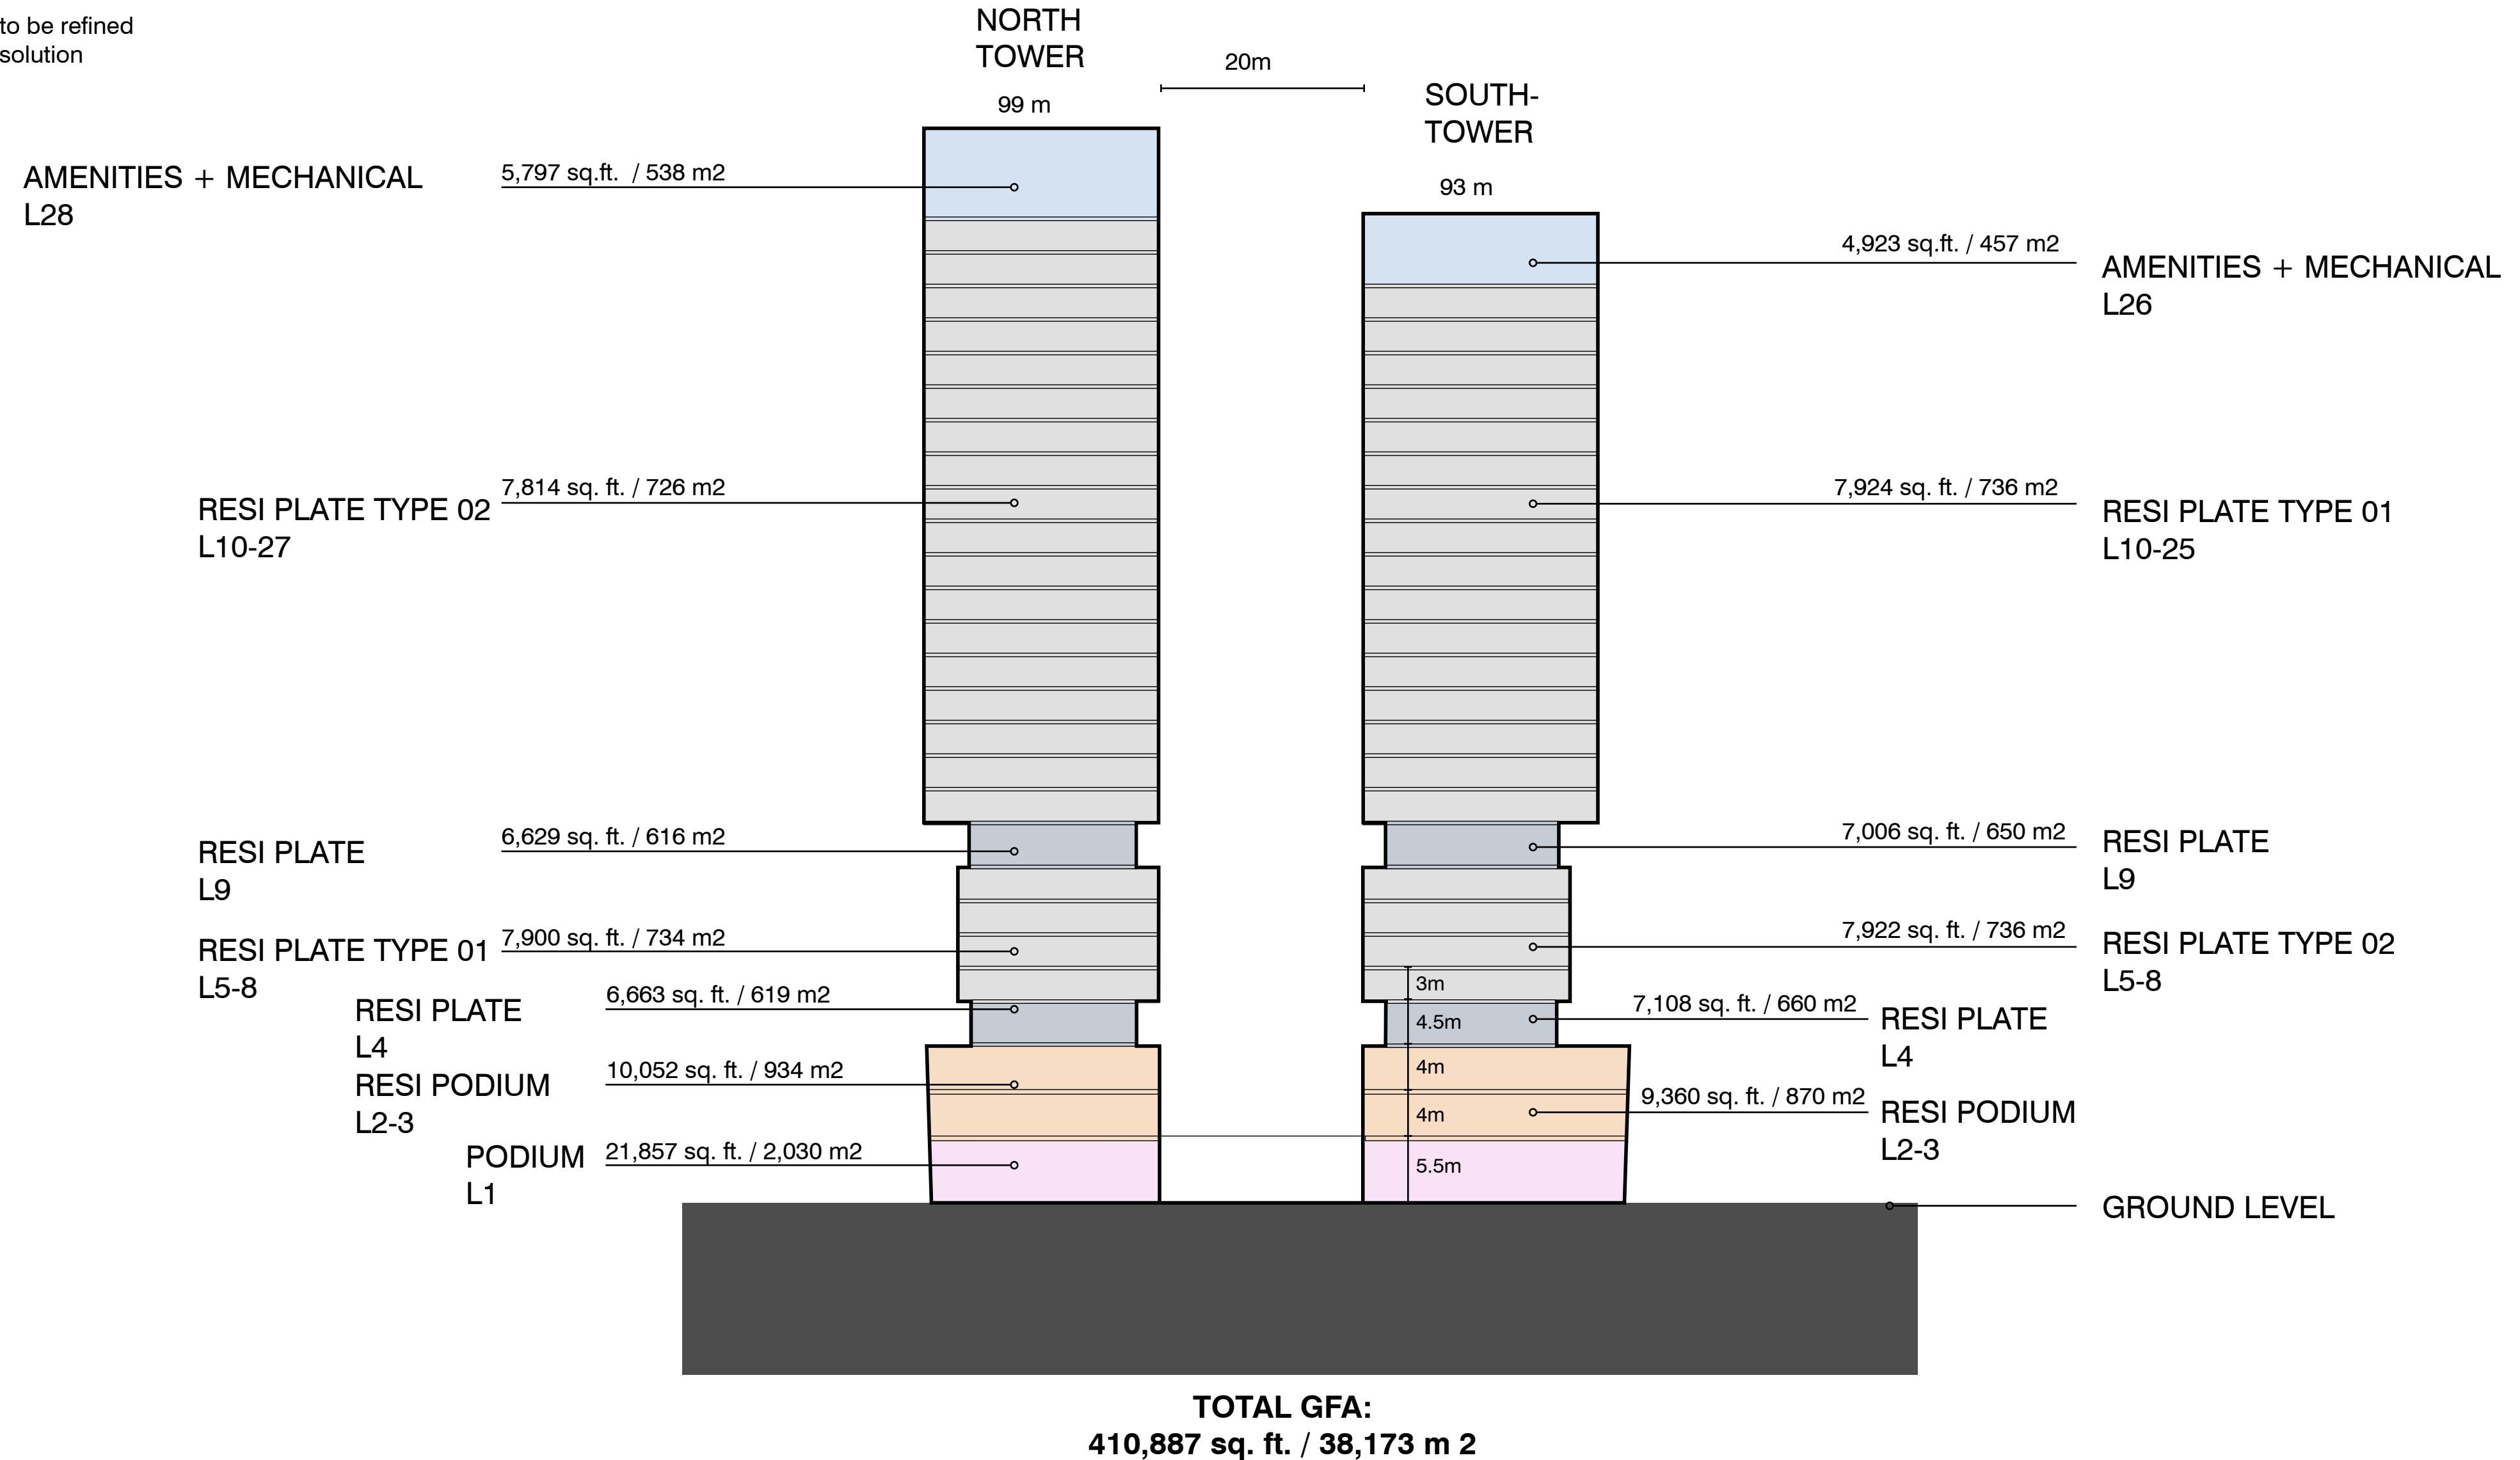 to be refined
solution
NORTH
TOWER
99 m
20m
SOUTH-
TOWER
93 m
AMENITIES + MECHANICAL
L28
5,797 sq.ft. / 538 m2
4,923 sq.ft. / 457 m2
AMENITIES + MECHANICAL
L26
RESI PLATE TYPE 02
L10-27
7,814 sq. ft. / 726 m2
7,924 sq. ft. / 736 m2
RESI PLATE TYPE 01
L10-25
RESI PLATE
L9
6,629 sq. ft. / 616 m2
7,006 sq. ft. / 650 m2
RESI PLATE
L9
RESI PLATE TYPE 01
L5-8
7,900 sq. ft. / 734 m2
7,922 sq. ft. / 736 m2
RESI PLATE TYPE 02
L5-8
3m
RESI PLATE
L4
6,663 sq. ft. / 619 m2
4.5m
7,108 sq. ft. / 660 m2
RESI PLATE
L4
RESI PODIUM
L2-3
10,052 sq. ft. / 934 m2
4m
4m
9,360 sq. ft. / 870 m2
RESI PODIUM
L2-3
PODIUM
L1
21,857 sq. ft. / 2,030 m2
5.5m
GROUND LEVEL
TOTAL GFA:
410,887 sq. ft. / 38,173 m 2